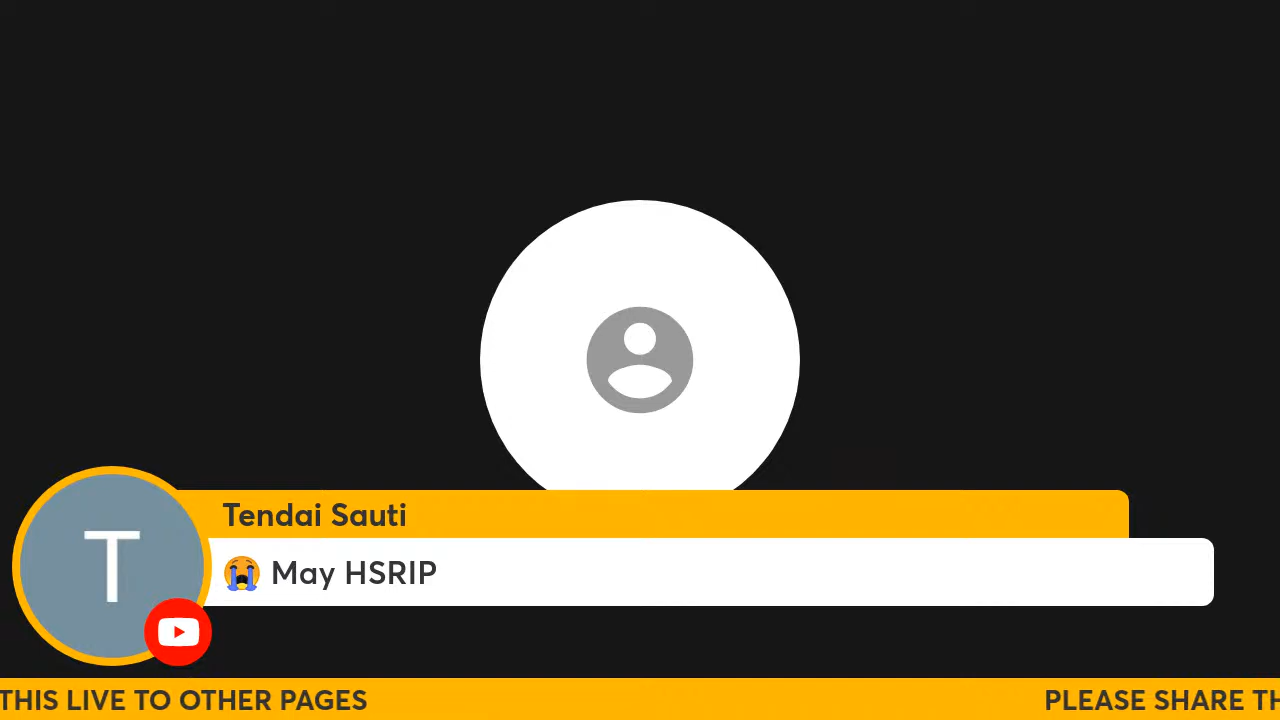 Tendai Sauti
T
😭 May HSRIP
THIS LIVE TO OTHER PAGES
PLEASE SHARE TH